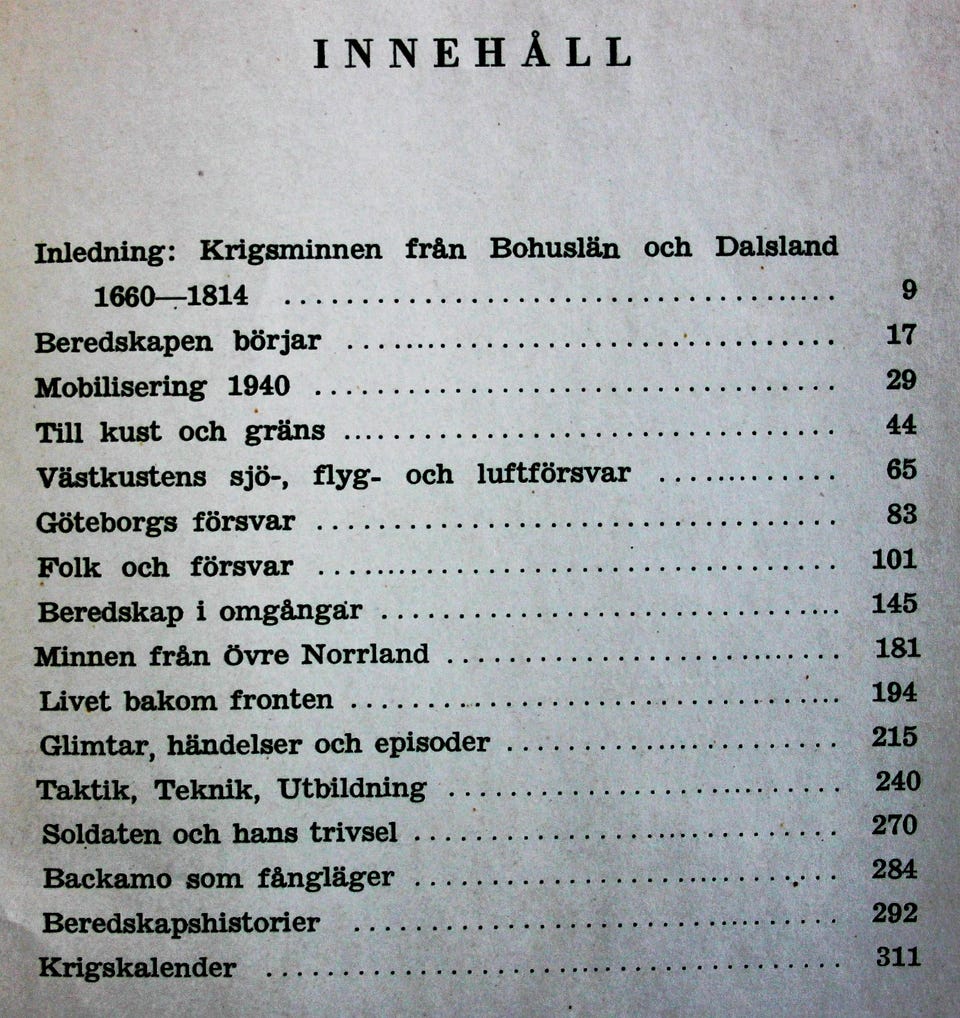 INNEHÅLL
Inledning: Krigsminnen från Bohuslän och Dalsland
1660—1814 ........................................ 9
Beredskapen börjar ........................................ 17
Mobilisering 1940 ........................................ 29
Till kust och gräns ........................................ 44
Västkustens sjö-, flyg- och luftförsvar ............ 65
Göteborgs försvar ........................................ 83
Folk och försvar ........................................ 101
Beredskap i omgångar ................................ 145
Minnen från övre Norrland ............................ 181
Livet bakom fronten .................................... 194
Glimtar, händelser och episoder ........................ 215
Taktik, Teknik, Utbildning ............................ 240
Soldaten och hans trivsel ................................ 270
Backamo som fångläger ................................ 284
Beredskapshistorier .................................... 292
Krigskalender ........................................ 311